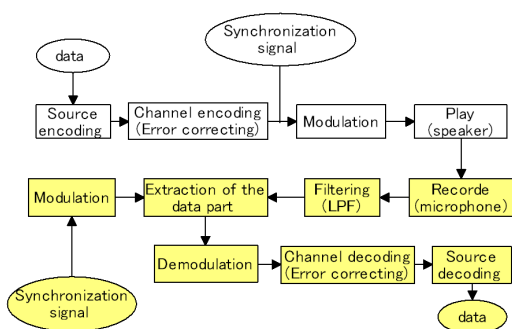 Synchronization
signal
data
Source
encoding
Channel encoding
(Error correcting)
Modulation
Play
(speaker)
Modulation
Extraction of the
data part
Filtering
(LPF)
Recorde
(microphone)
Demodulation
Channel decoding
(Error correcting)
Source
decoding
Synchronization
signal
data